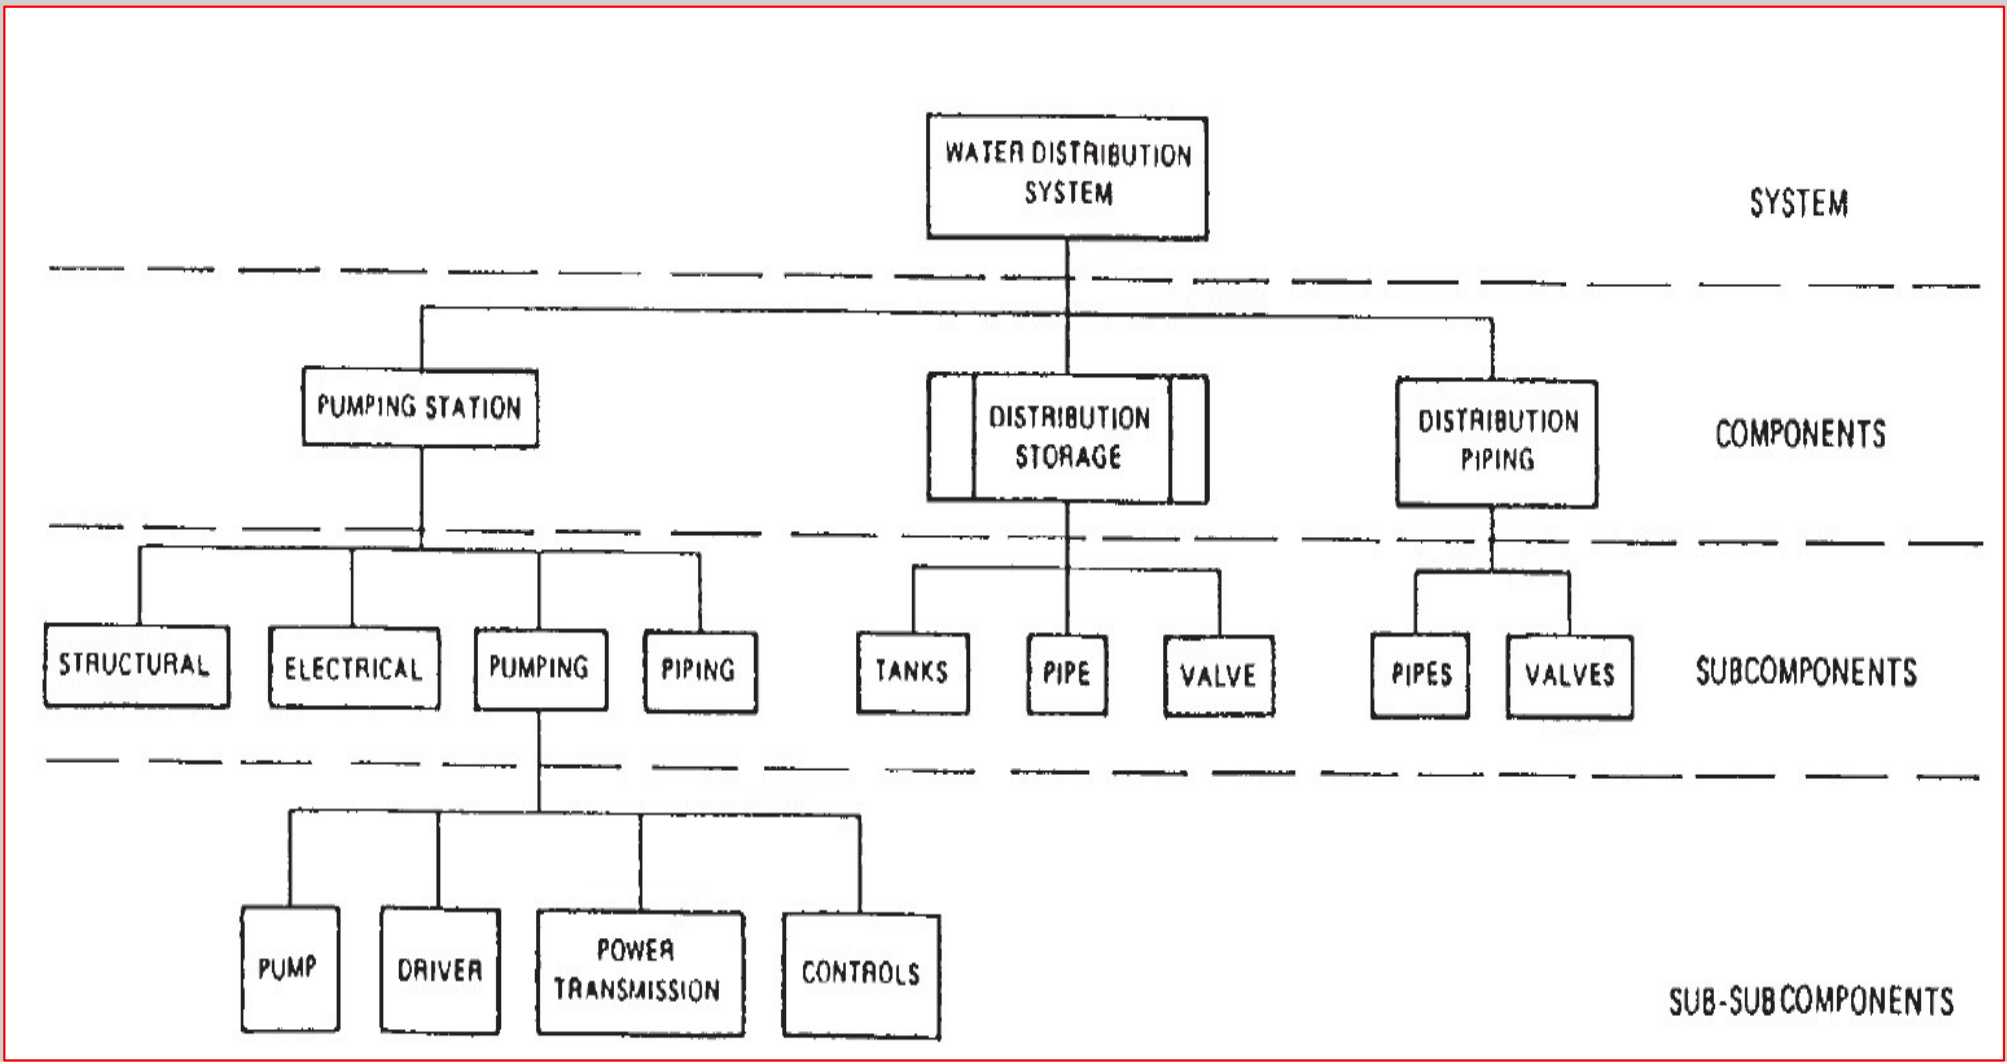 WATER DISTRIBUTION
SYSTEM
SYSTEM
PUMPING STATION
DISTRIBUTION
STORAGE
DISTRIBUTION
PIPING
COMPONENTS
STRUCTURAL
ELECTRICAL
PUMPING
PIPING
TANKS
PIPE
VALVE
PIPES
VALVES
SUBCOMPONENTS
PUMP
DRIVER
POWER
TRANSMISSION
CONTROLS
SUB-SUBCOMPONENTS